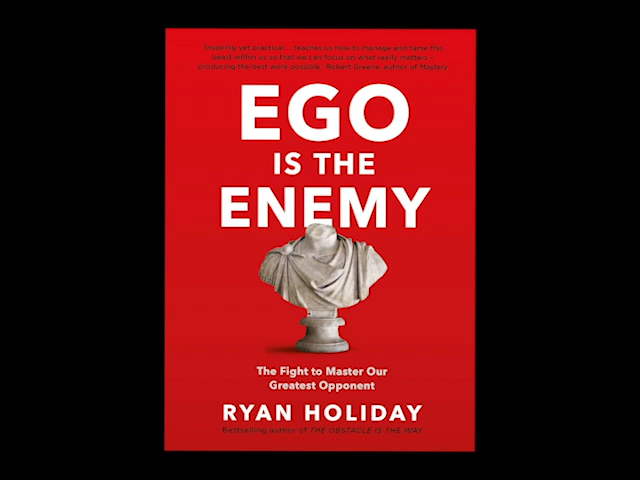 'Inspiring yet practical ... teaches us how to manage and tame this
beast within us so that we can focus on what really matters –
producing the best work possible.' Robert Greene, author of Mastery
EGO
IS THE
ENEMY
The Fight to Master Our
Greatest Opponent
RYAN HOLIDAY
Bestselling author of THE OBSTACLE IS THE WAY